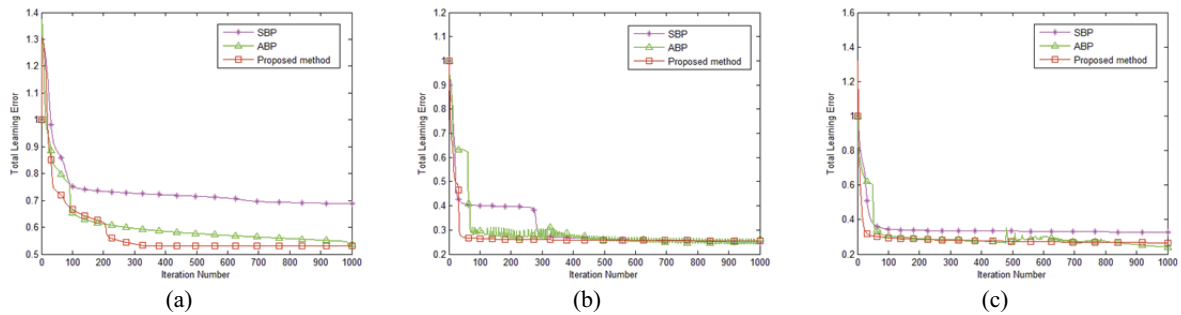 1.4
1.3
1.2
1.1
1
0.9
0.8
0.7
0.6
0.5
Total Learning Error
0 100 200 300 400 500 600 700 800 900 1000
Iteration Number
SBP
ABP
Proposed method
(a)
1.2
1.1
1
0.9
0.8
0.7
0.6
0.5
0.4
0.3
0.2
Total Learning Error
0 100 200 300 400 500 600 700 800 900 1000
Iteration Number
SBP
ABP
Proposed method
(b)
1.6
1.4
1.2
1
0.8
0.6
0.4
0.2
Total Learning Error
0 100 200 300 400 500 600 700 800 900 1000
Iteration Number
SBP
ABP
Proposed method
(c)